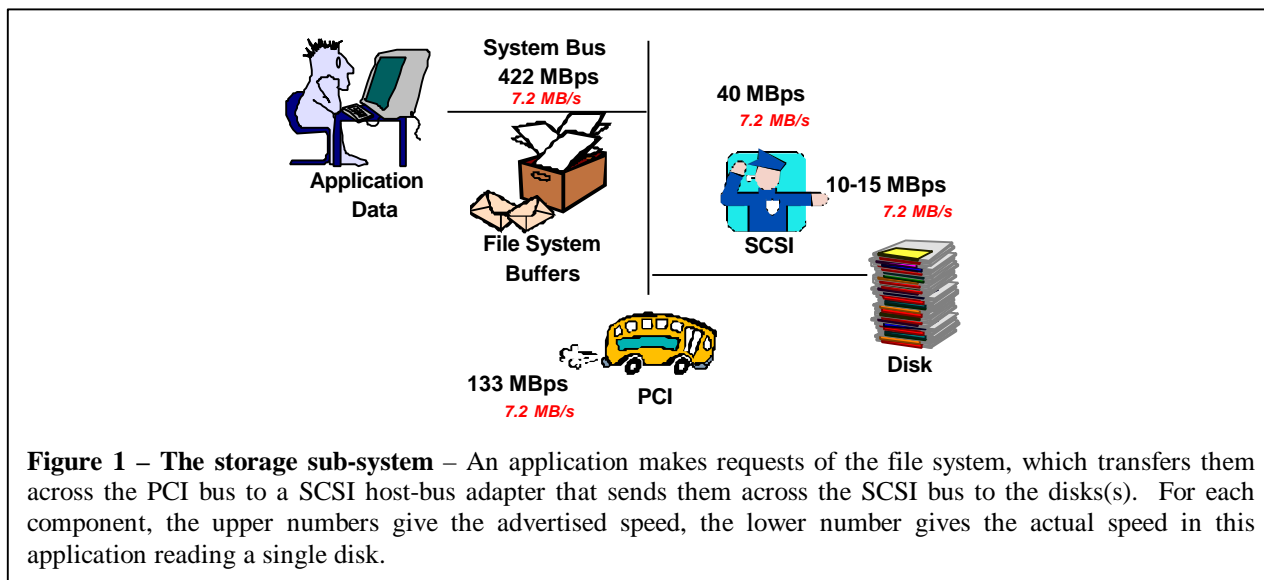 System Bus
422 MBps
7.2 MB/s
Application
Data
File System
Buffers
40 MBps
7.2 MB/s
10-15 MBps
7.2 MB/s
SCSI
Disk
133 MBps
7.2 MB/s
PCI
Figure 1 – The storage sub-system – An application makes requests of the file system, which transfers them
across the PCI bus to a SCSI host-bus adapter that sends them across the SCSI bus to the disks(s). For each
component, the upper numbers give the advertised speed, the lower number gives the actual speed in this
application reading a single disk.